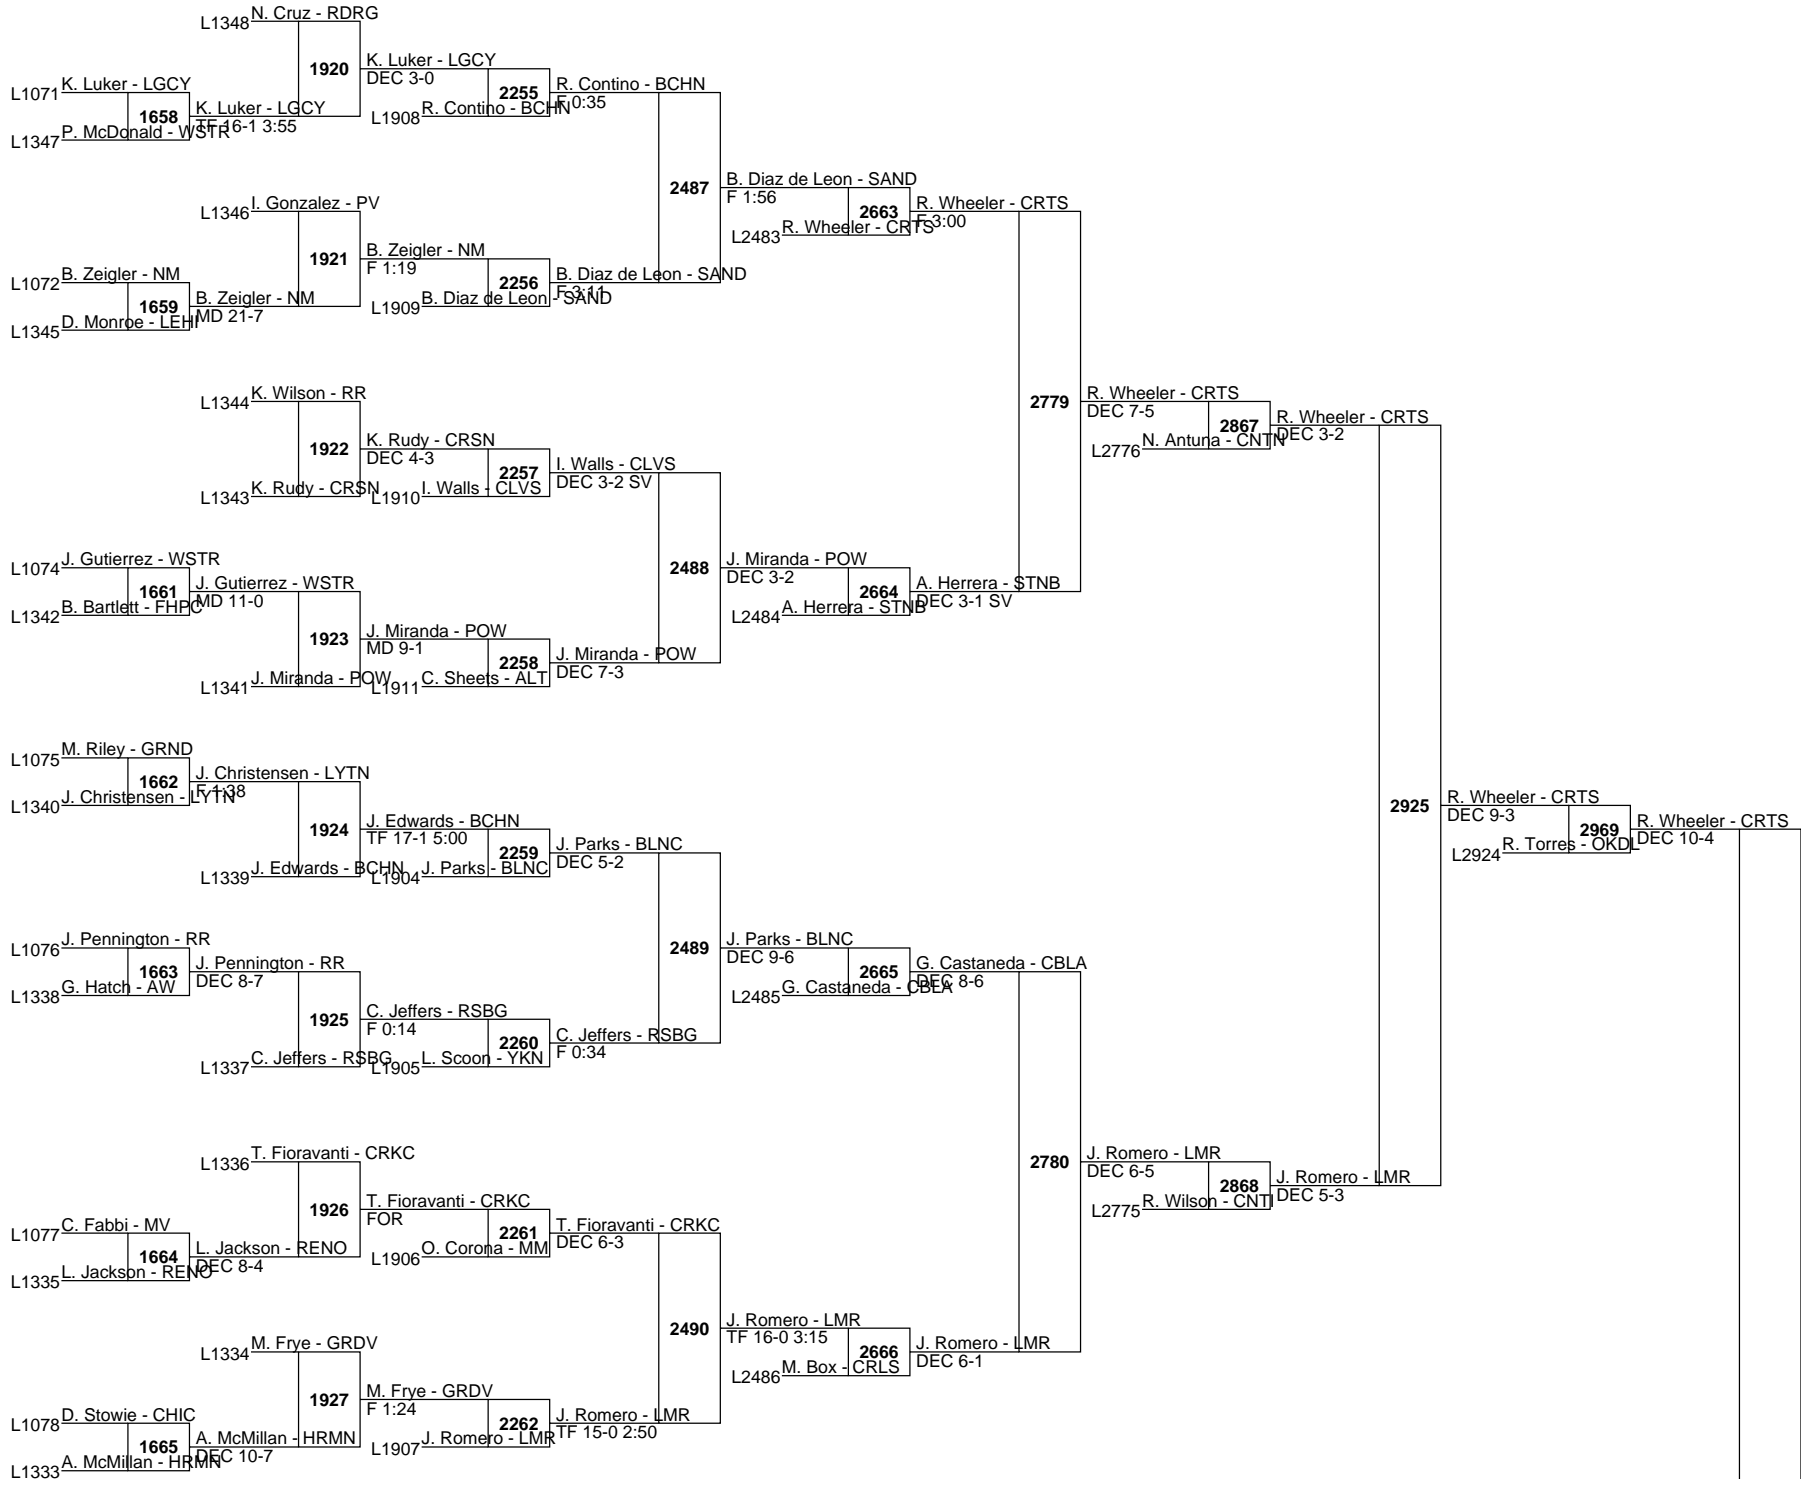 L1348 N. Cruz - RDRG
1920
K. Luker - LGCY
DEC 3-0
L1071 K. Luker - LGCY
1658
K. Luker - LGCY
TF 16-1 3:55
L1347 P. McDonald - WSTR
2255
L1908 R. Contino - BCHN
R. Contino - BCHN
F 0:35
2487
B. Diaz de Leon - SAND
F 1:56
L1346 I. Gonzalez - PV
1921
B. Zeigler - NM
F 1:19
L1072 B. Zeigler - NM
1659
B. Zeigler - NM
MD 21-7
L1345 D. Monroe - LEHI
2256
L1909 B. Diaz de Leon - SAND
B. Diaz de Leon - SAND
F 3:11
2663
L2483 R. Wheeler - CRTS
R. Wheeler - CRTS
F 3:00
2779
R. Wheeler - CRTS
DEC 7-5
L1344 K. Wilson - RR
1922
K. Rudy - CRSN
DEC 4-3
L1343 K. Rudy - CRSN
2257
L1910 I. Walls - CLVS
I. Walls - CLVS
DEC 3-2 SV
2488
J. Miranda - POW
DEC 3-2
L1074 J. Gutierrez - WSTR
1661
J. Gutierrez - WSTR
MD 11-0
L1342 B. Bartlett - FHPC
1923
J. Miranda - POW
MD 9-1
L1341 J. Miranda - POW
2258
L1911 C. Sheets - ALT
J. Miranda - POW
DEC 7-3
2664
L2484 A. Herrera - STNB
A. Herrera - STNB
DEC 3-1 SV
2867
L2776 N. Antuna - CNTN
R. Wheeler - CRTS
DEC 3-2
L1075 M. Riley - GRND
1662
J. Christensen - LYTN
F 1:38
L1340 J. Christensen - LYTN
1924
J. Edwards - BCHN
TF 17-1 5:00
L1339 J. Edwards - BCHN
2259
L1904 J. Parks - BLNC
J. Parks - BLNC
DEC 5-2
2489
J. Parks - BLNC
DEC 9-6
L1076 J. Pennington - RR
1663
J. Pennington - RR
DEC 8-7
L1338 G. Hatch - AW
1925
C. Jeffers - RSBG
F 0:14
L1337 C. Jeffers - RSBG
2260
L1905 L. Scoon - YKN
C. Jeffers - RSBG
F 0:34
2665
L2485 G. Castaneda - CBLA
G. Castaneda - CBLA
DEC 8-6
2925
R. Wheeler - CRTS
DEC 9-3
2969
L2924 R. Torres - OKDL
R. Wheeler - CRTS
DEC 10-4
2780
J. Romero - LMR
DEC 6-5
2868
L2775 R. Wilson - CNTI
J. Romero - LMR
DEC 5-3
L1336 T. Fioravanti - CRKC
1926
T. Fioravanti - CRKC
FOR
L1077 C. Fabbi - MV
1664
L. Jackson - RENO
DEC 8-4
L1335 L. Jackson - RENO
2261
L1906 O. Corona - MM
T. Fioravanti - CRKC
DEC 6-3
2490
J. Romero - LMR
TF 16-0 3:15
2666
L2486 M. Box - CRLS
J. Romero - LMR
DEC 6-1
L1334 M. Frye - GRDV
1927
M. Frye - GRDV
F 1:24
L1078 D. Stowie - CHIC
1665
A. McMillan - HRMN
DEC 10-7
L1333 A. McMillan - HRMN
2262
L1907 J. Romero - LMR
J. Romero - LMR
TF 15-0 2:50